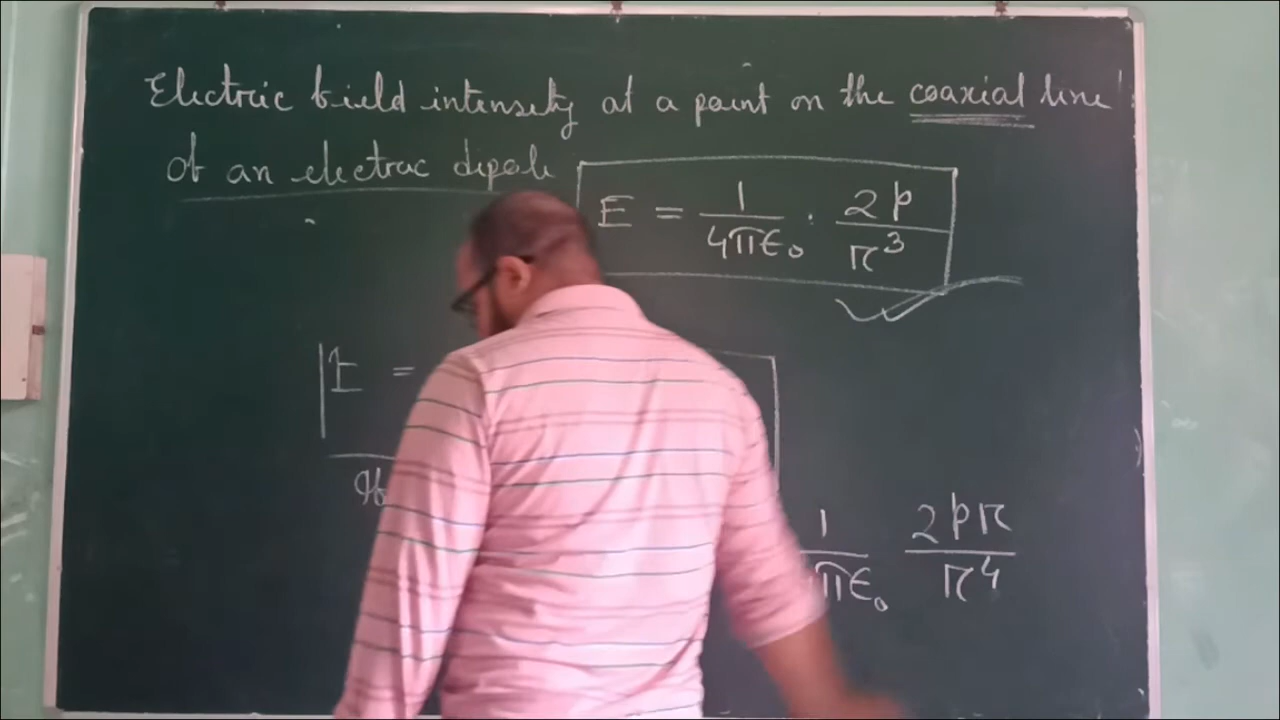 Electric field intensity at a point on the coaxial line
of an electric dipole
E = 1/4πϵ₀ · 2p/r³
E =
1/πϵ₀ 2pr/r⁴